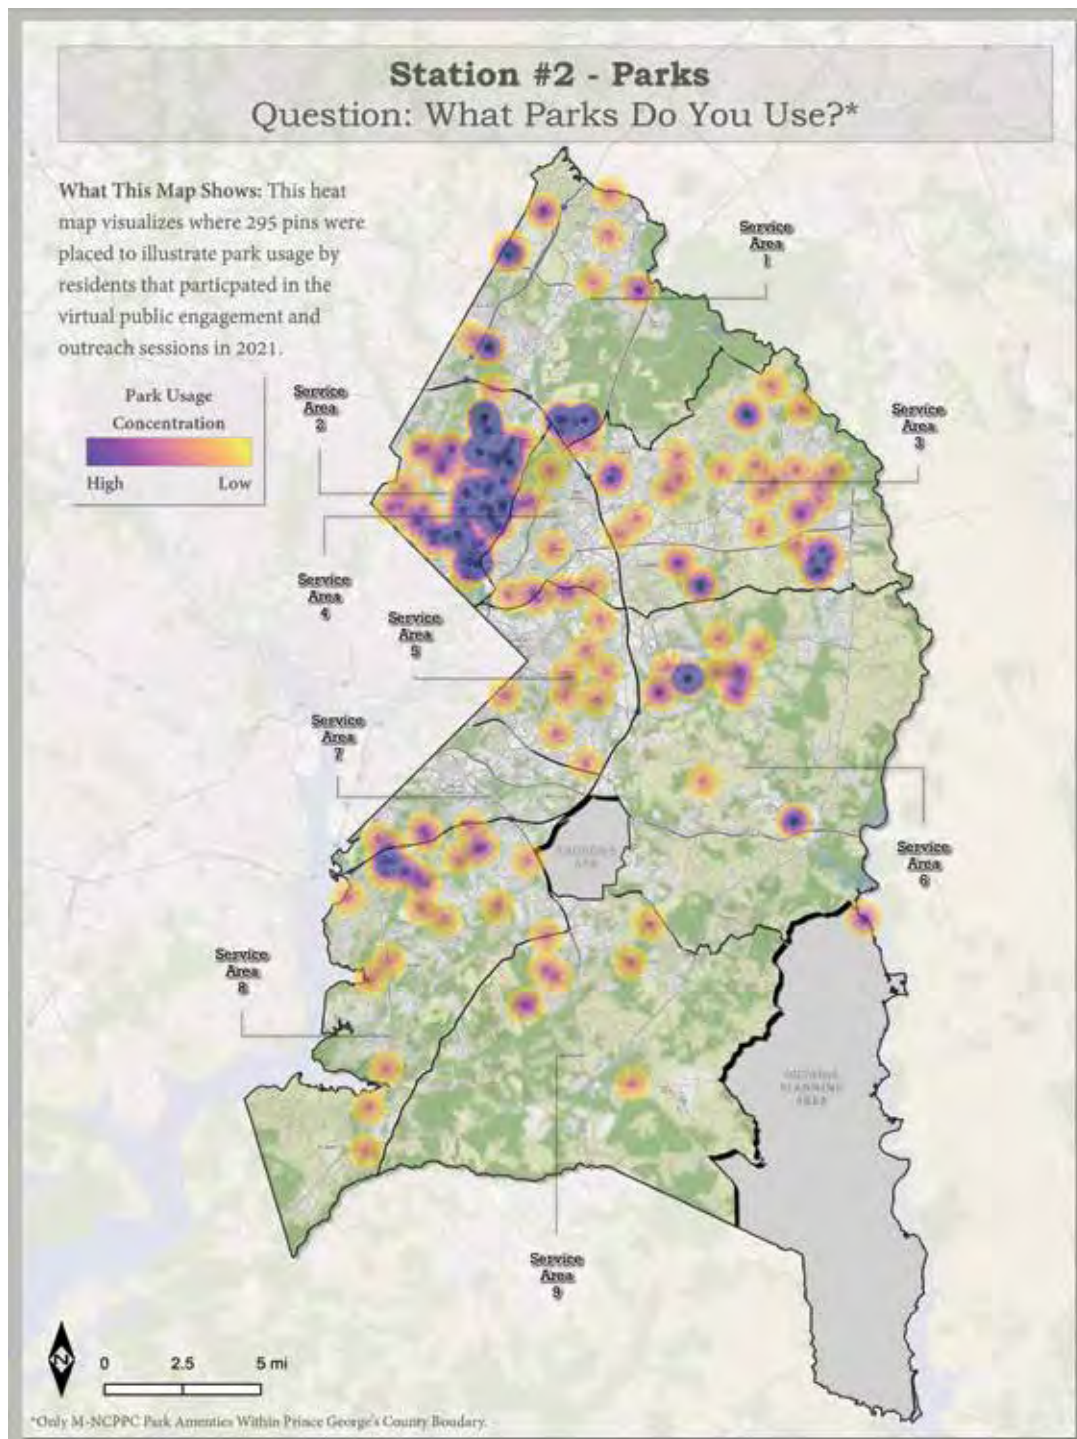 Station #2 - Parks
Question: What Parks Do You Use?*
What This Map Shows: This heat
map visualizes where 295 pins were
placed to illustrate park usage by
residents that particpated in the
virtual public engagement and
outreach sessions in 2021.
Park Usage
Concentration
High
Low
Service
Area
1
Service
Area
2
Service
Area
3
Service
Area
4
Service
Area
5
Service
Area
7
Service
Area
6
Service
Area
8
Service
Area
9
PLANNING
AREA
N
0
2.5
5 mi
*Only M-NCPPC Park Amenties Within Prince George's County Boudary.